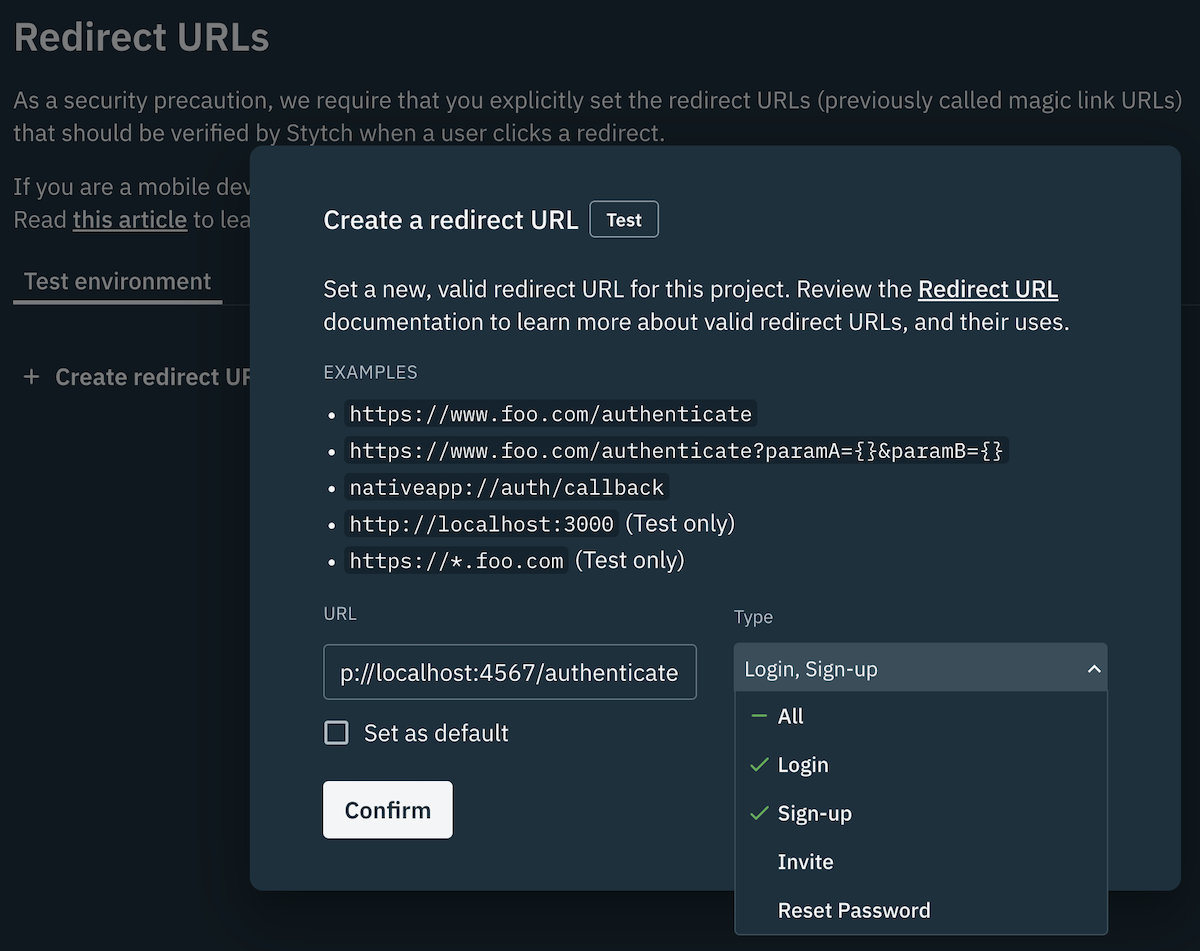 Redirect URLs
As a security precaution, we require that you explicitly set the redirect URLs (previously called magic link URLs)
that should be verified by Stytch when a user clicks a redirect.
If you are a mobile dev
Read this article to lea
Test environment
+ Create redirect UR
Create a redirect URL Test
Set a new, valid redirect URL for this project. Review the Redirect URL
documentation to learn more about valid redirect URLs, and their uses.
EXAMPLES
• https://www.foo.com/authenticate
• https://www.foo.com/authenticate?paramA={}&paramB={}
• nativeapp://auth/callback
• http://localhost:3000 (Test only)
• https://*.foo.com (Test only)
URL
p://localhost:4567/authenticate
Set as default
Confirm
Type
Login, Sign-up
All
Login
Sign-up
Invite
Reset Password